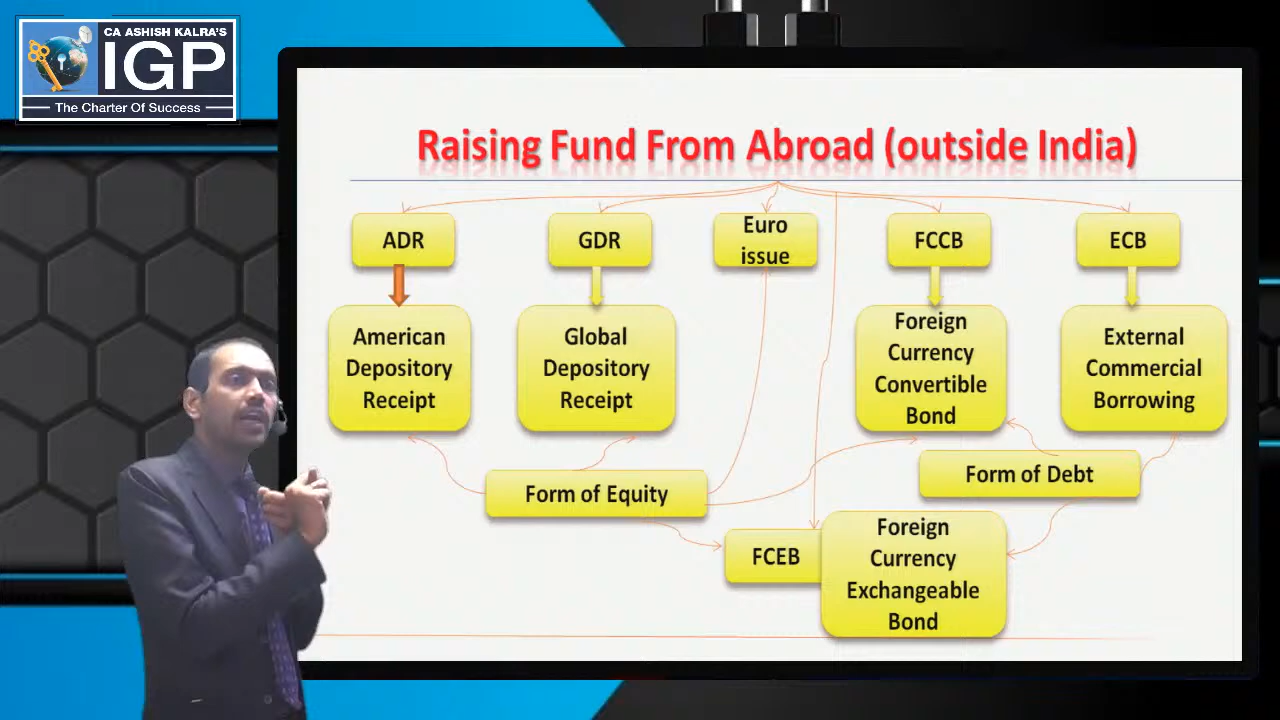 CA ASHISH KALRA'S
IGP
The Charter Of Success
Raising Fund From Abroad (outside India)
ADR
GDR
Euro
issue
FCCB
ECB
American
Depository
Receipt
Global
Depository
Receipt
Foreign
Currency
Convertible
Bond
External
Commercial
Borrowing
Form of Equity
Form of Debt
FCEB
Foreign
Currency
Exchangeable
Bond